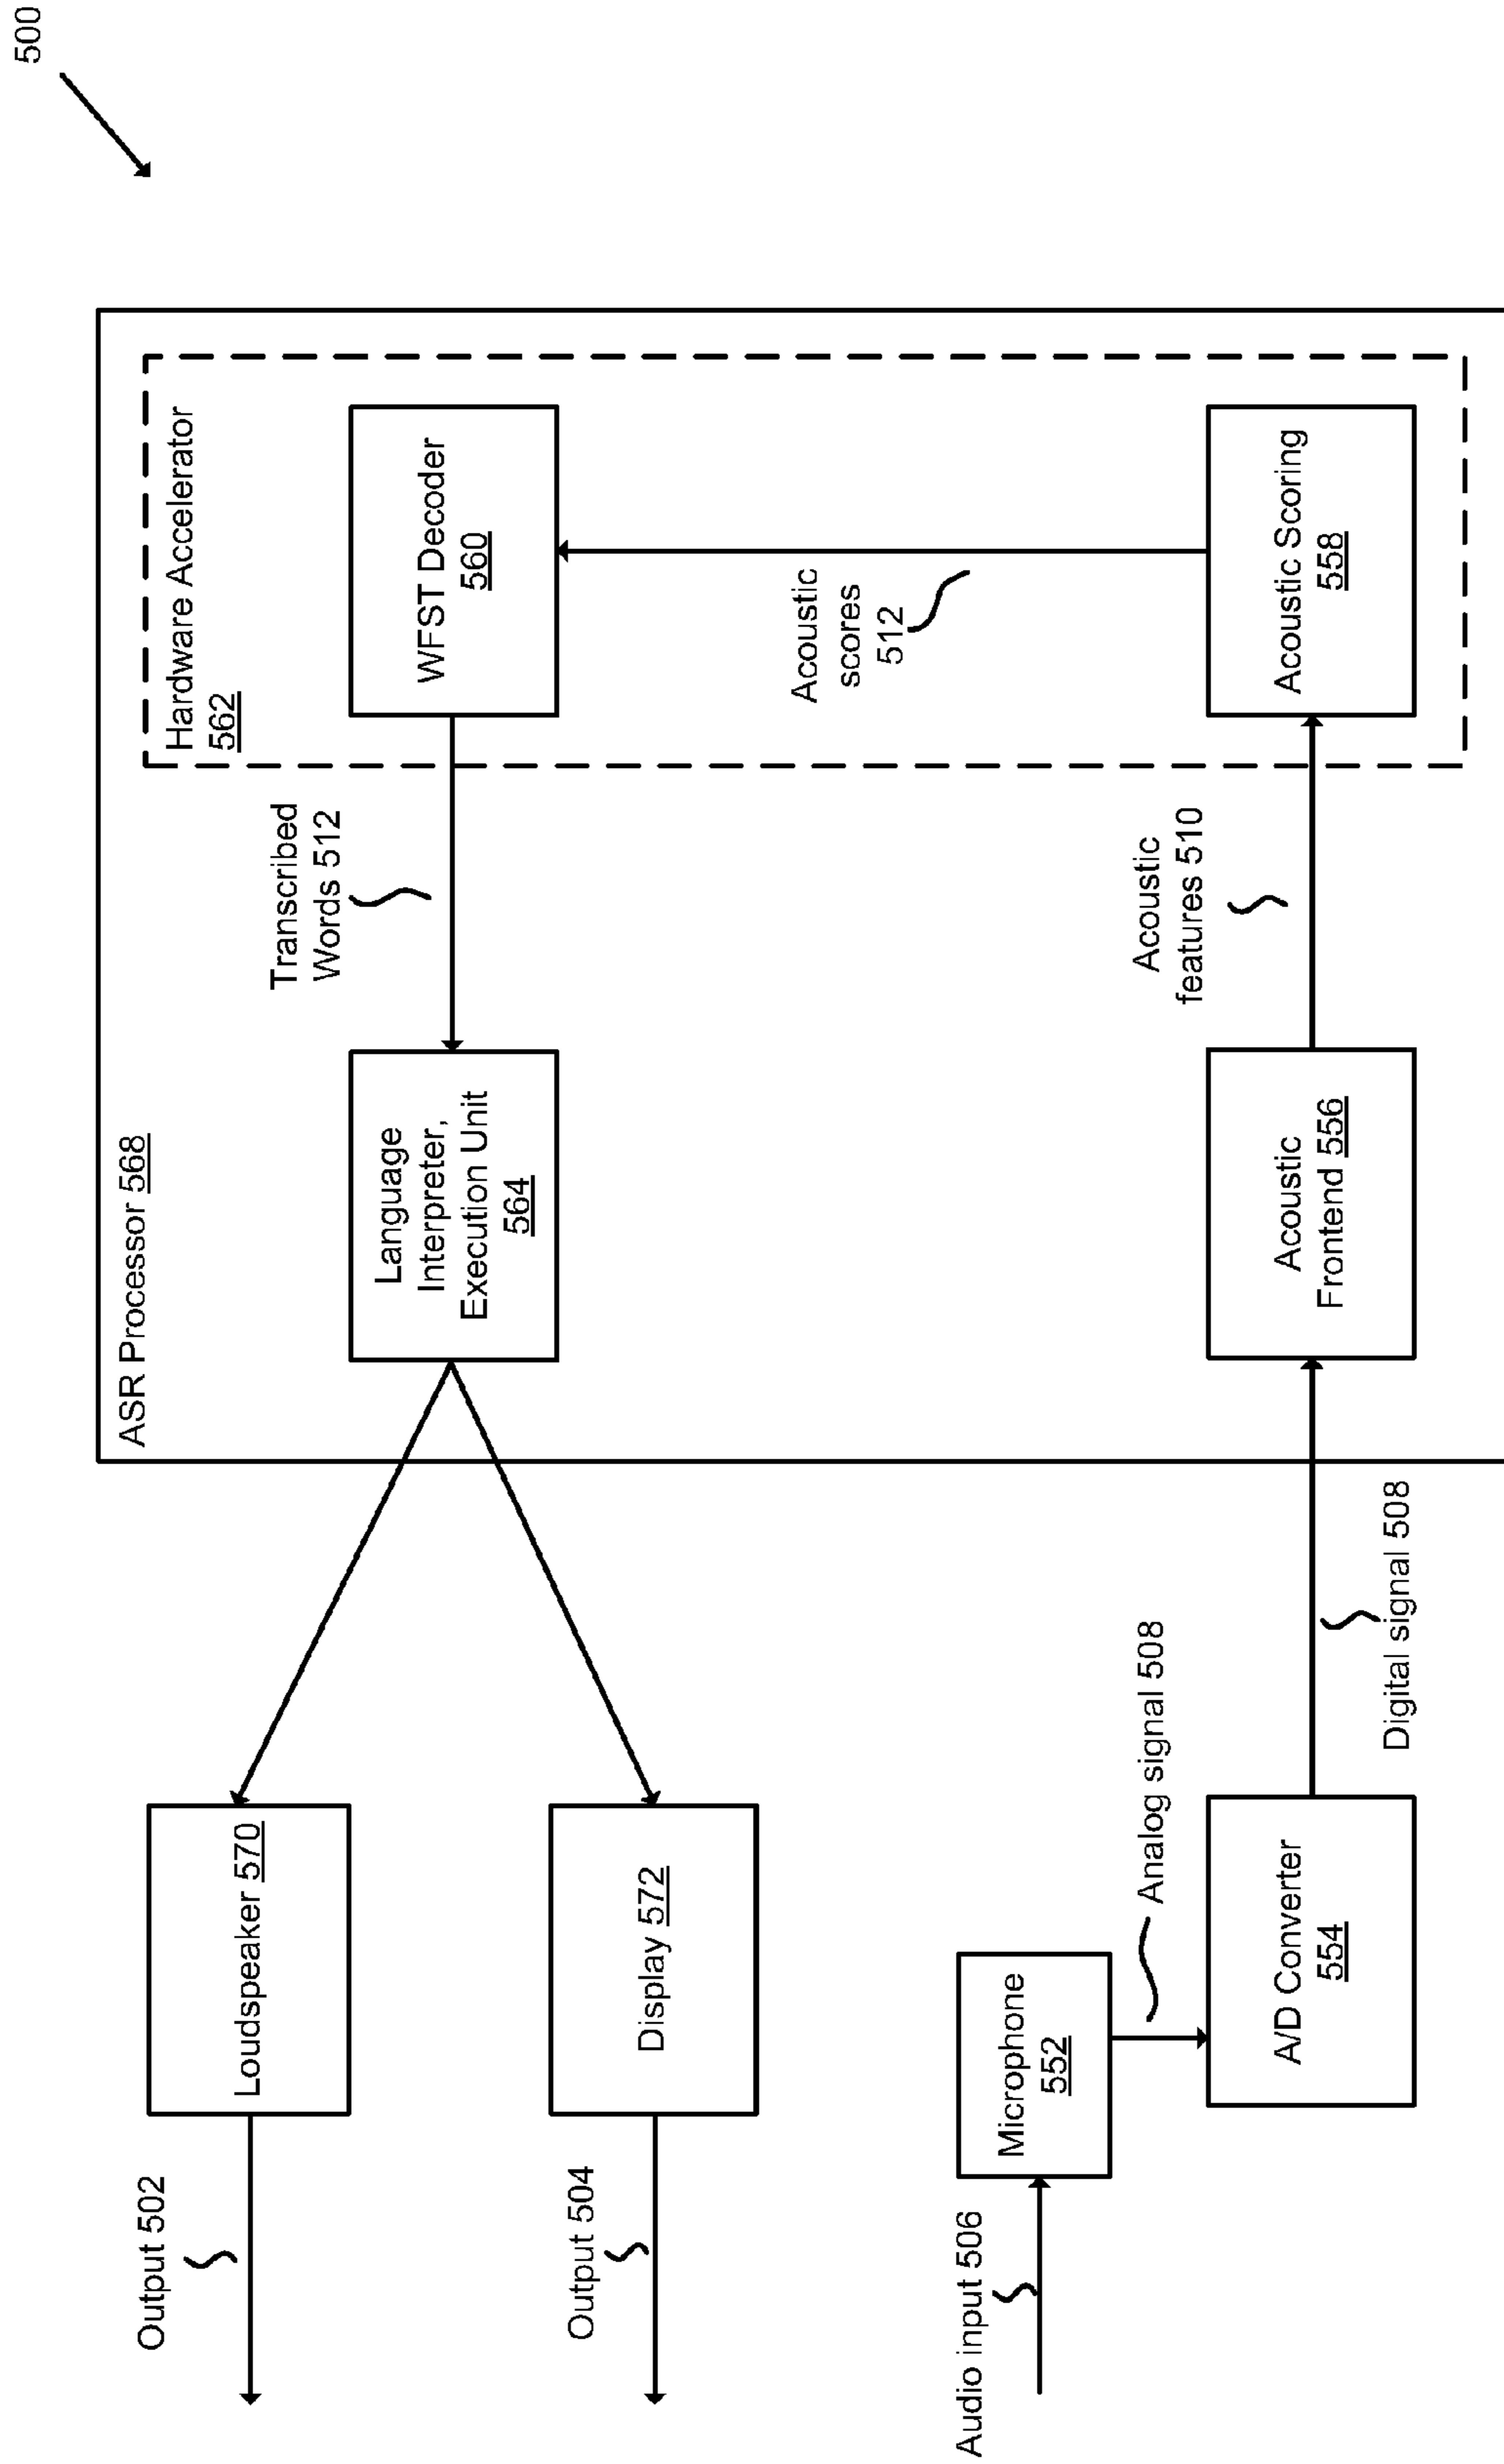 500
ASR Processor 568
Hardware Accelerator
562
Output 502
Loudspeaker 570
Language
Interpreter,
Execution Unit
564
Transcribed
Words 512
WFST Decoder
560
Output 504
Display 572
Acoustic
scores
512
Audio input 506
Microphone
552
Analog signal 508
A/D Converter
554
Digital signal 508
Acoustic
Frontend 556
Acoustic
features 510
Acoustic Scoring
558